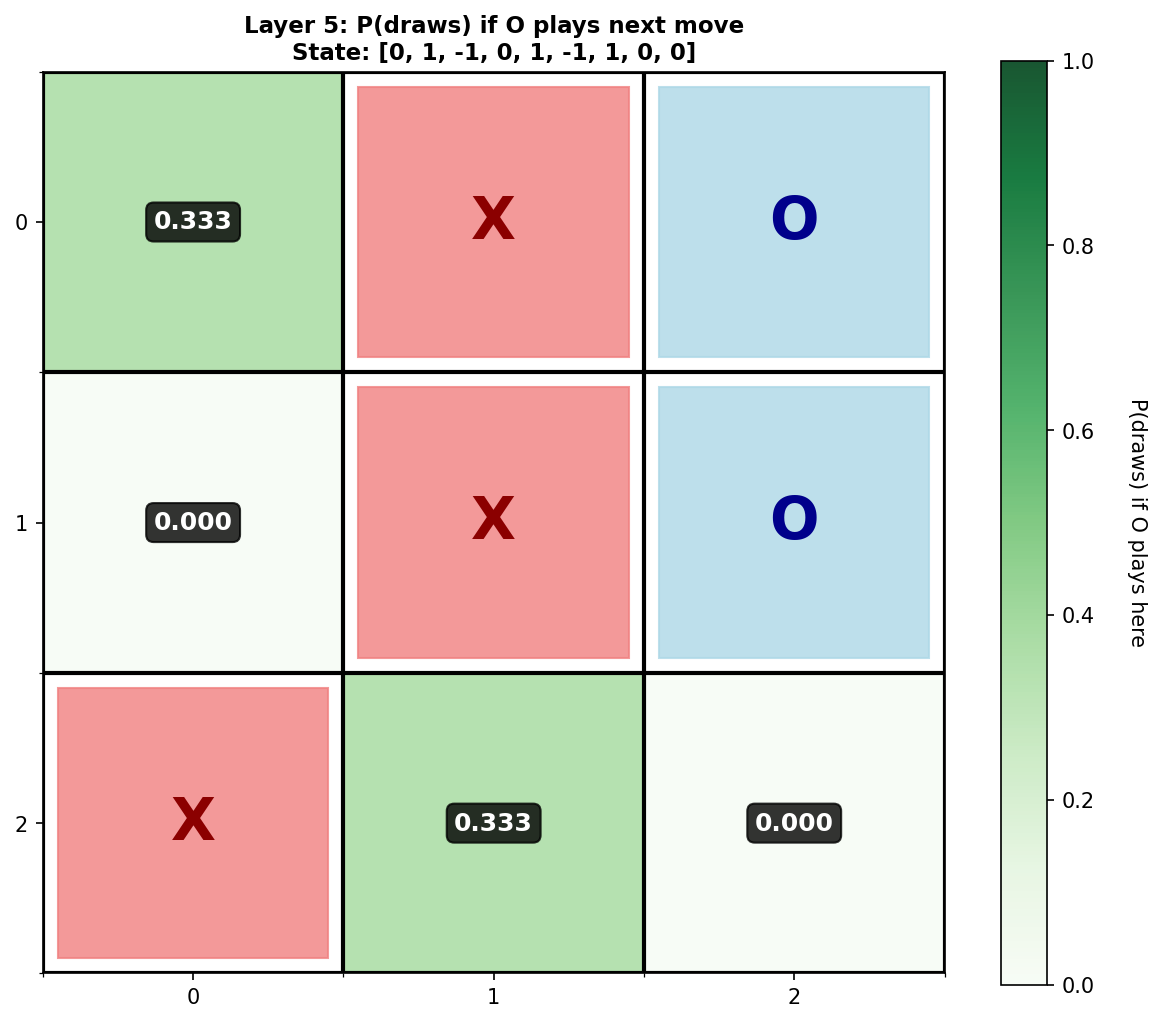 Layer 5: P(draws) if O plays next move
State: [0, 1, -1, 0, 1, -1, 1, 0, 0]
0
0.333
X
O
1
0.000
X
O
2
X
0.333
0.000
0
1
2
1.0
0.8
0.6
0.4
0.2
0.0
P(draws) if O plays here